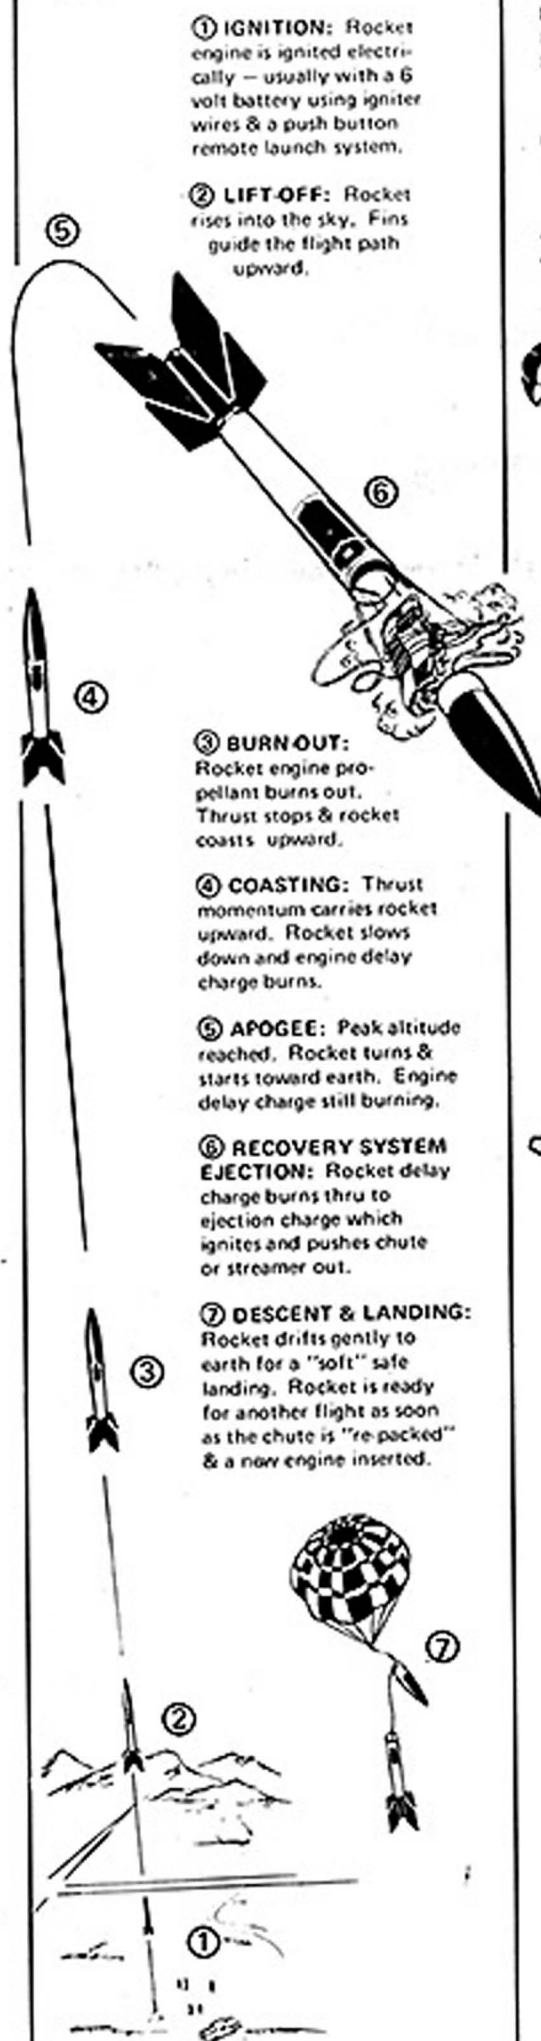 ① IGNITION: Rocket
engine is ignited electri-
cally — usually with a 6
volt battery using igniter
wires & a push button
remote launch system.
② LIFT-OFF: Rocket
rises into the sky. Fins
guide the flight path
upward.
⑤
⑥
④
③ BURN OUT:
Rocket engine pro-
pellant burns out.
Thrust stops & rocket
coasts upward.
④ COASTING: Thrust
momentum carries rocket
upward. Rocket slows
down and engine delay
charge burns.
⑤ APOGEE: Peak altitude
reached. Rocket turns &
starts toward earth. Engine
delay charge still burning.
⑥ RECOVERY SYSTEM
EJECTION: Rocket delay
charge burns thru to
ejection charge which
ignites and pushes chute
or streamer out.
⑦ DESCENT & LANDING:
Rocket drifts gently to
earth for a "soft" safe
landing. Rocket is ready
for another flight as soon
as the chute is "re-packed"
& a new engine inserted.
③
⑦
②
①